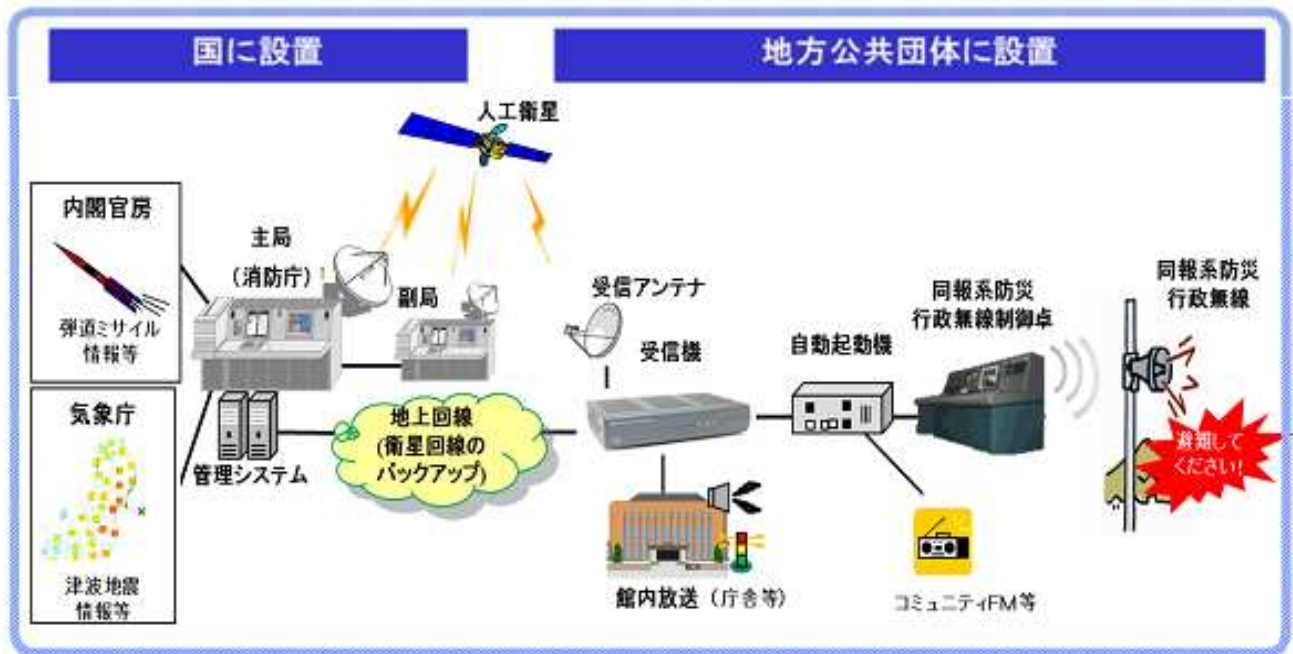 国に設置
地方公共団体に設置
人工衛星
内閣官房
弾道ミサイル
情報等
気象庁
津波地震
情報等
主局
(消防庁)
副局
管理システム
地上回線
(衛星回線の
バックアップ)
受信アンテナ
受信機
館内放送（庁舎等）
自動起動機
コミュニティFM等
同報系防災
行政無線制御卓
同報系防災
行政無線
避難して
ください!